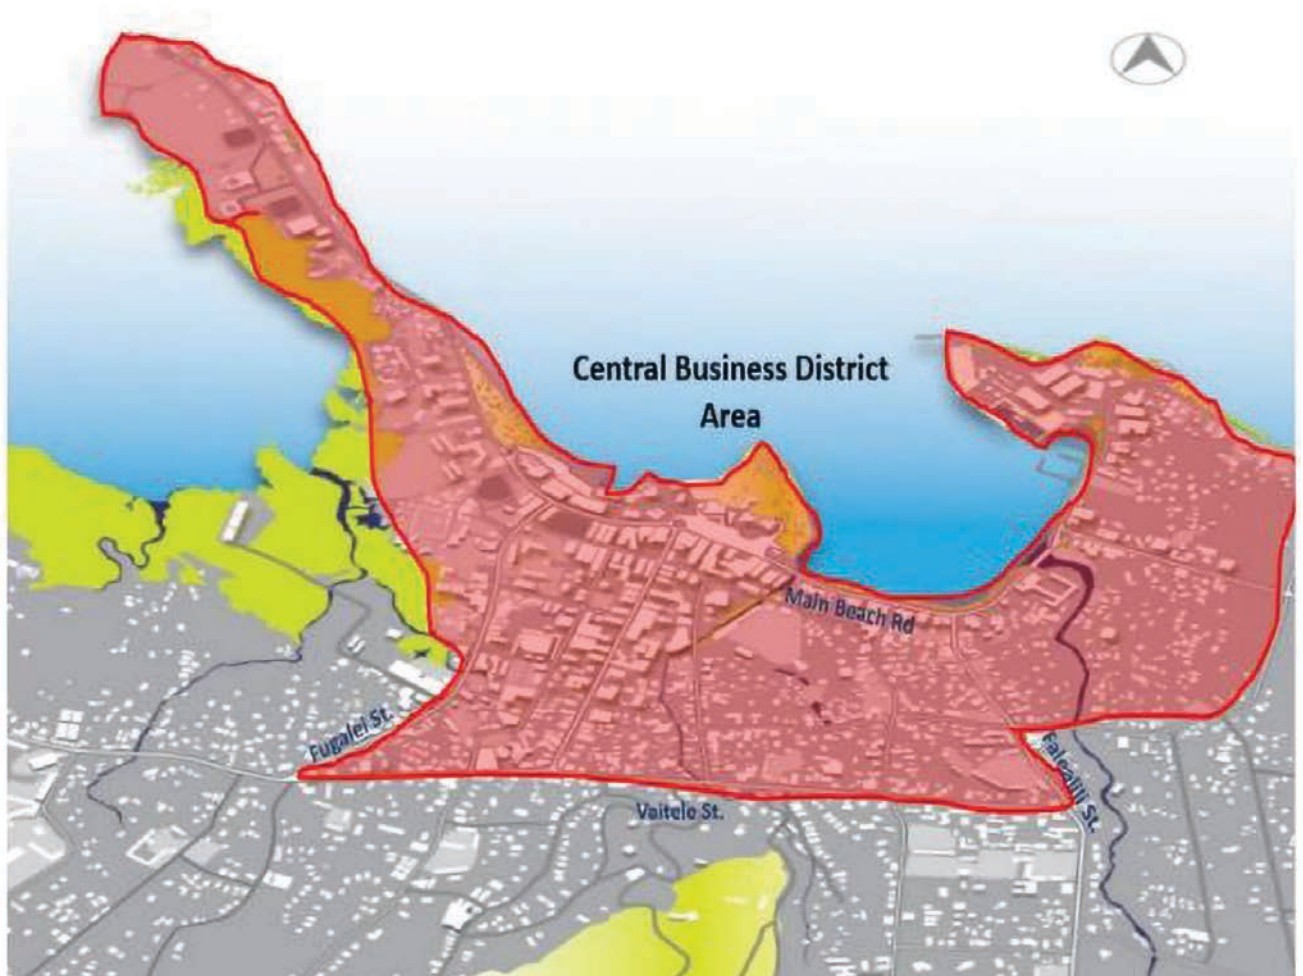 Central Business District
Area
Main Beach Rd
Fugalei St.
Falealili St.
Vaitele St.